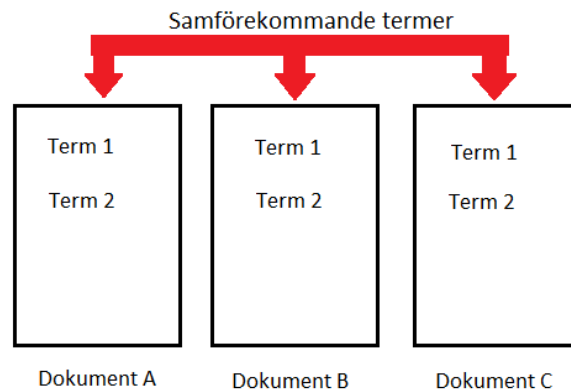 Samförekommande termer
Term 1
Term 2
Term 1
Term 2
Term 1
Term 2
Dokument A
Dokument B
Dokument C